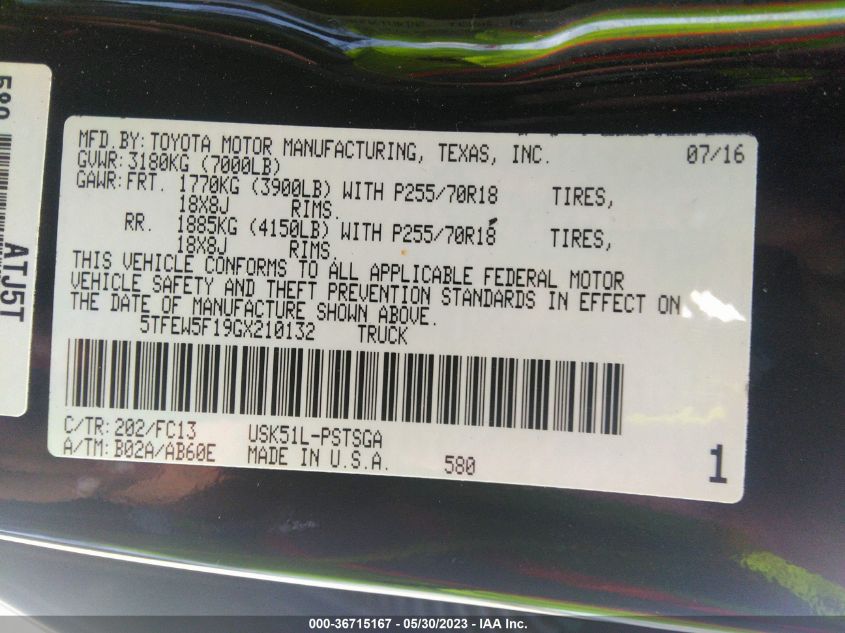 MFD.BY: TOYOTA MOTOR MANUFACTURING, TEXAS, INC. 07/16
GVWR: 3180KG (7000LB)
GAWR: FRT. 1770KG (3900LB) WITH P255/70R18 TIRES,
18X8J RIMS.
RR. 1885KG (4150LB) WITH P255/70R18 TIRES,
18X8J RIMS.
THIS VEHICLE CONFORMS TO ALL APPLICABLE FEDERAL MOTOR
VEHICLE SAFETY AND THEFT PREVENTION STANDARDS IN EFFECT ON
THE DATE OF MANUFACTURE SHOWN ABOVE.
5TFEW5F19GX210132 TRUCK
C/TR: 202/FC13 USK51L-PSTSGA
A/TM: B02A/AB60E MADE IN U.S.A. 580 1
580
ATJ5T
000-36715167 - 05/30/2023 - IAA Inc.